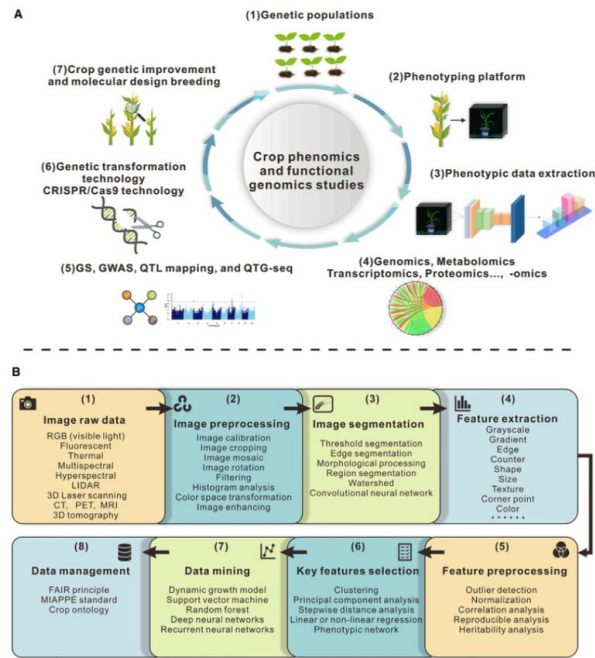 A
(1)Genetic populations
(2)Phenotyping platform
(3)Phenotypic data extraction
(4)Genomics, Metabolomics
Transcriptomics, Proteomics..., -omics
(5)GS, GWAS, QTL mapping, and QTG-seq
(6)Genetic transformation
technology
CRISPR/Cas9 technology
(7)Crop genetic improvement
and molecular design breeding
Crop phenomics
and functional
genomics studies
B
(1)
Image raw data
RGB (visible light)
Fluorescent
Thermal
Multispectral
Hyperspectral
LIDAR
3D Laser scanning
CT, PET, MRI
3D tomography
(2)
Image preprocessing
Image calibration
Image cropping
Image mosaic
Image rotation
Filtering
Histogram analysis
Color space transformation
Image enhancing
(3)
Image segmentation
Threshold segmentation
Edge segmentation
Morphological processing
Region segmentation
Watershed
Convolutional neural network
(4)
Feature extraction
Grayscale
Gradient
Edge
Counter
Shape
Size
Texture
Corner point
Color
......
(5)
Feature preprocessing
Outlier detection
Normalization
Correlation analysis
Reproducible analysis
Heritability analysis
(6)
Key features selection
Clustering
Principal component analysis
Stepwise distance analysis
Linear or non-linear regression
Phenotypic network
(7)
Data mining
Dynamic growth model
Support vector machine
Random forest
Deep neural networks
Recurrent neural networks
(8)
Data management
FAIR principle
MIAPPE standard
Crop ontology